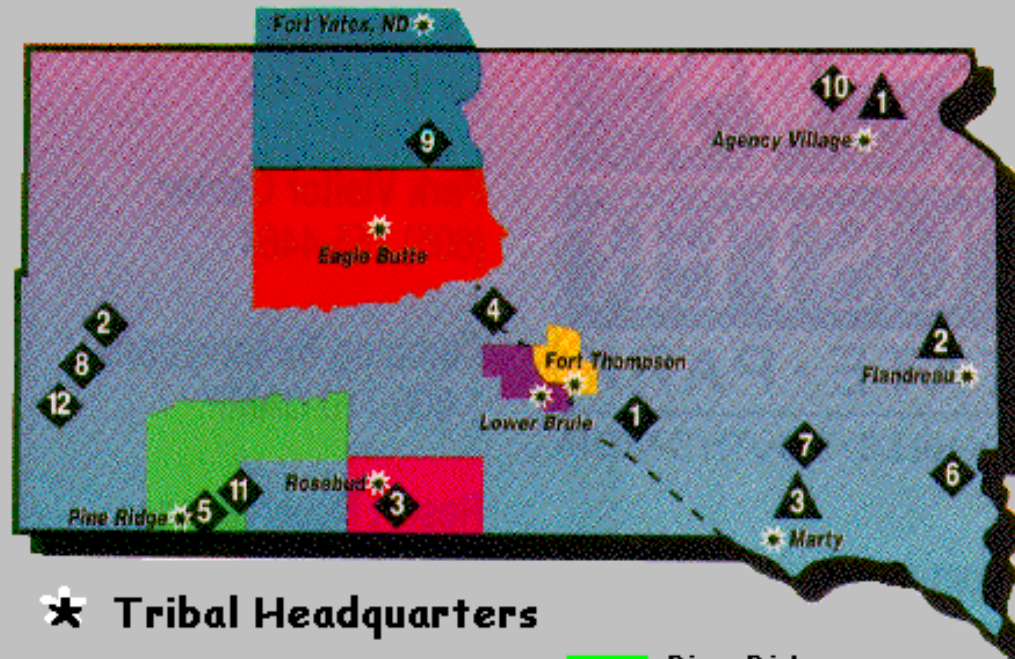 Fort Yates, ND
10
1
Agency Village
9
Eagle Butte
4
2
2
Fort Thompson
8
Flandreau
Lower Brule
12
1
7
6
Rosebud
11
3
3
5
Pine Ridge
Marty
Tribal Headquarters